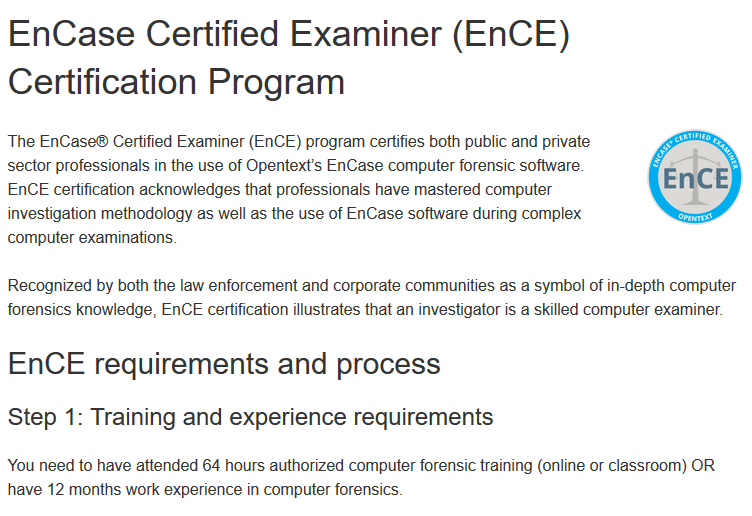 EnCase Certified Examiner (EnCE)
Certification Program
The EnCase® Certified Examiner (EnCE) program certifies both public and private
sector professionals in the use of Opentext’s EnCase computer forensic software.
EnCE certification acknowledges that professionals have mastered computer
investigation methodology as well as the use of EnCase software during complex
computer examinations.
ENCASE® CERTIFIED EXAMINER
EnCE
OPENTEXT
Recognized by both the law enforcement and corporate communities as a symbol of in-depth computer
forensics knowledge, EnCE certification illustrates that an investigator is a skilled computer examiner.
EnCE requirements and process
Step 1: Training and experience requirements
You need to have attended 64 hours authorized computer forensic training (online or classroom) OR
have 12 months work experience in computer forensics.